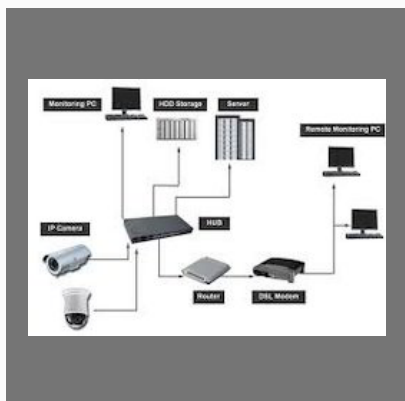 Monitoring PC
HDD Storage
Server
Remote Monitoring PC
IP Camera
HUB
Router
DSL Modem